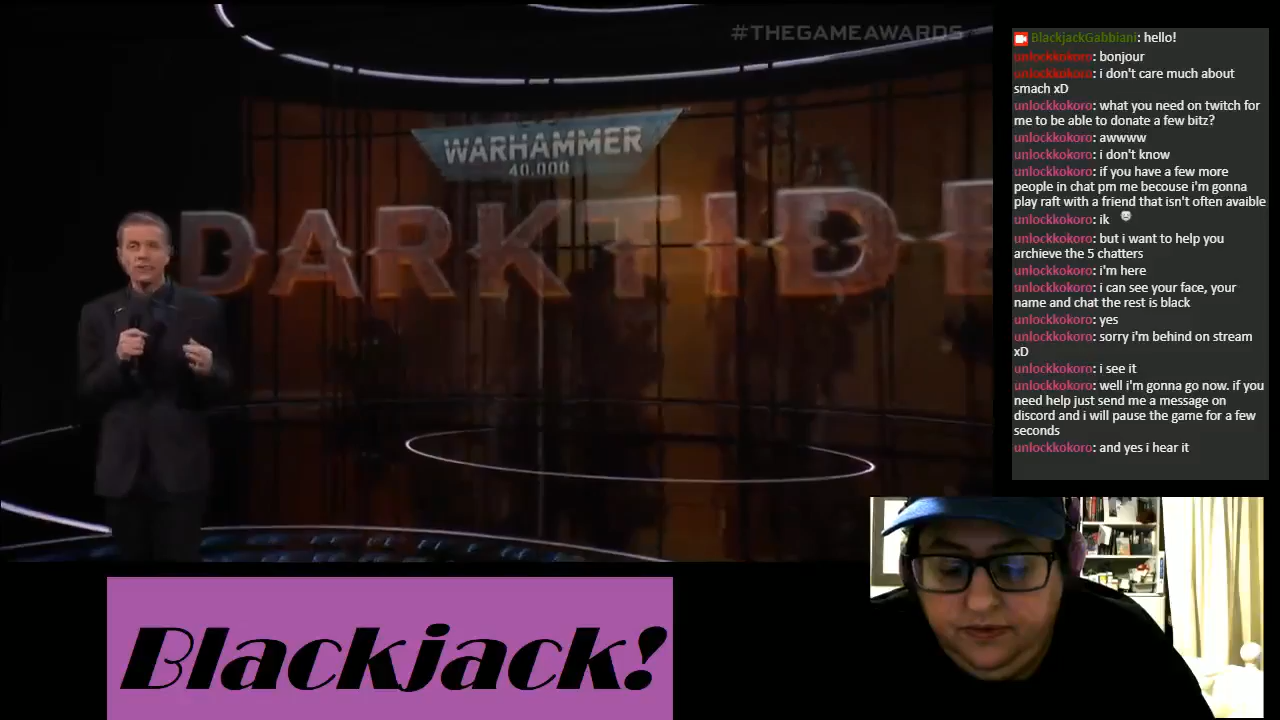 #THEGAMEAWARDS
WARHAMMER
40,000
DARKTIDE
BlackjackGabbiani: hello!
unlockkokoro: bonjour
unlockkokoro: i don't care much about
smach xD
unlockkokoro: what you need on twitch for
me to be able to donate a few bitz?
unlockkokoro: awwww
unlockkokoro: i don't know
unlockkokoro: if you have a few more
people in chat pm me becouse i'm gonna
play raft with a friend that isn't often avaible
unlockkokoro: ik
unlockkokoro: but i want to help you
archieve the 5 chatters
unlockkokoro: i'm here
unlockkokoro: i can see your face, your
name and chat the rest is black
unlockkokoro: yes
unlockkokoro: sorry i'm behind on stream
xD
unlockkokoro: i see it
unlockkokoro: well i'm gonna go now. if you
need help just send me a message on
discord and i will pause the game for a few
seconds
unlockkokoro: and yes i hear it
Blackjack!